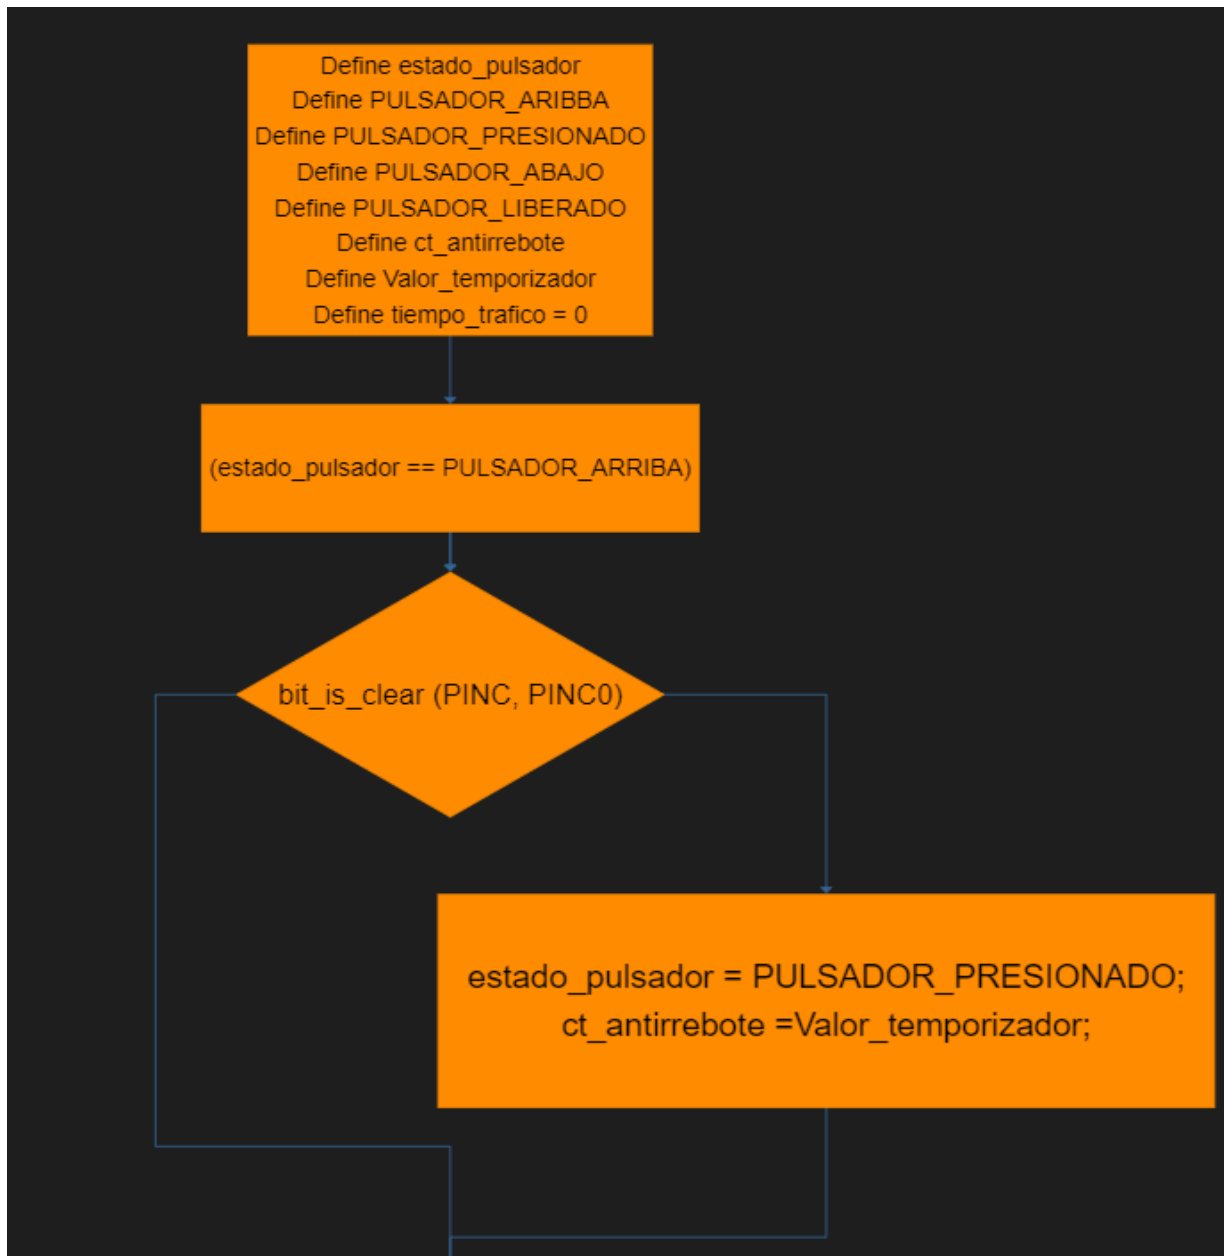 Define estado_pulsador
Define PULSADOR_ARIBBA
Define PULSADOR_PRESIONADO
Define PULSADOR_ABAJO
Define PULSADOR_LIBERADO
Define ct_antirrebote
Define Valor_temporizador
Define tiempo_trafico = 0
(estado_pulsador == PULSADOR_ARRIBA)
bit_is_clear (PINC, PINC0)
estado_pulsador = PULSADOR_PRESIONADO;
ct_antirrebote =Valor_temporizador;